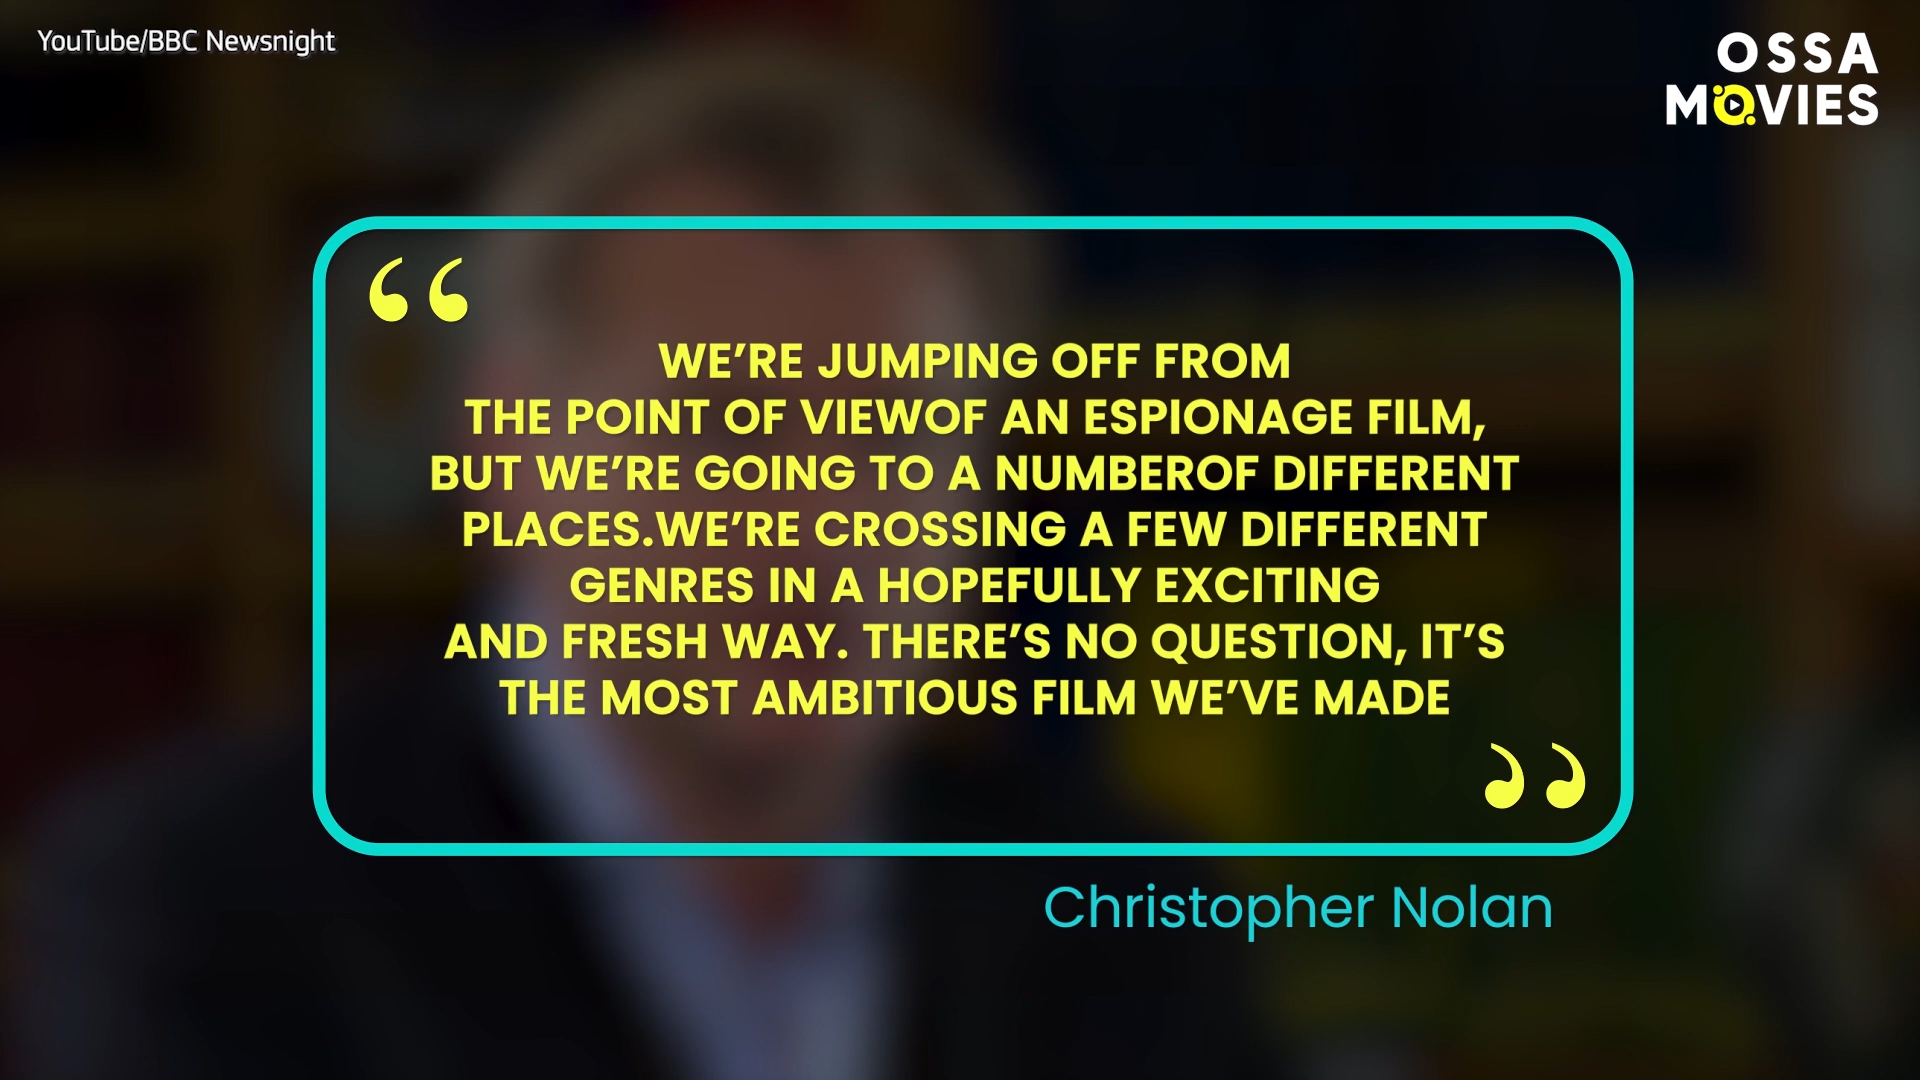 YouTube/BBC Newsnight
OSSA
MOVIES
“
WE’RE JUMPING OFF FROM
THE POINT OF VIEWOF AN ESPIONAGE FILM,
BUT WE’RE GOING TO A NUMBEROF DIFFERENT
PLACES.WE’RE CROSSING A FEW DIFFERENT
GENRES IN A HOPEFULLY EXCITING
AND FRESH WAY. THERE’S NO QUESTION, IT’S
THE MOST AMBITIOUS FILM WE’VE MADE
”
Christopher Nolan